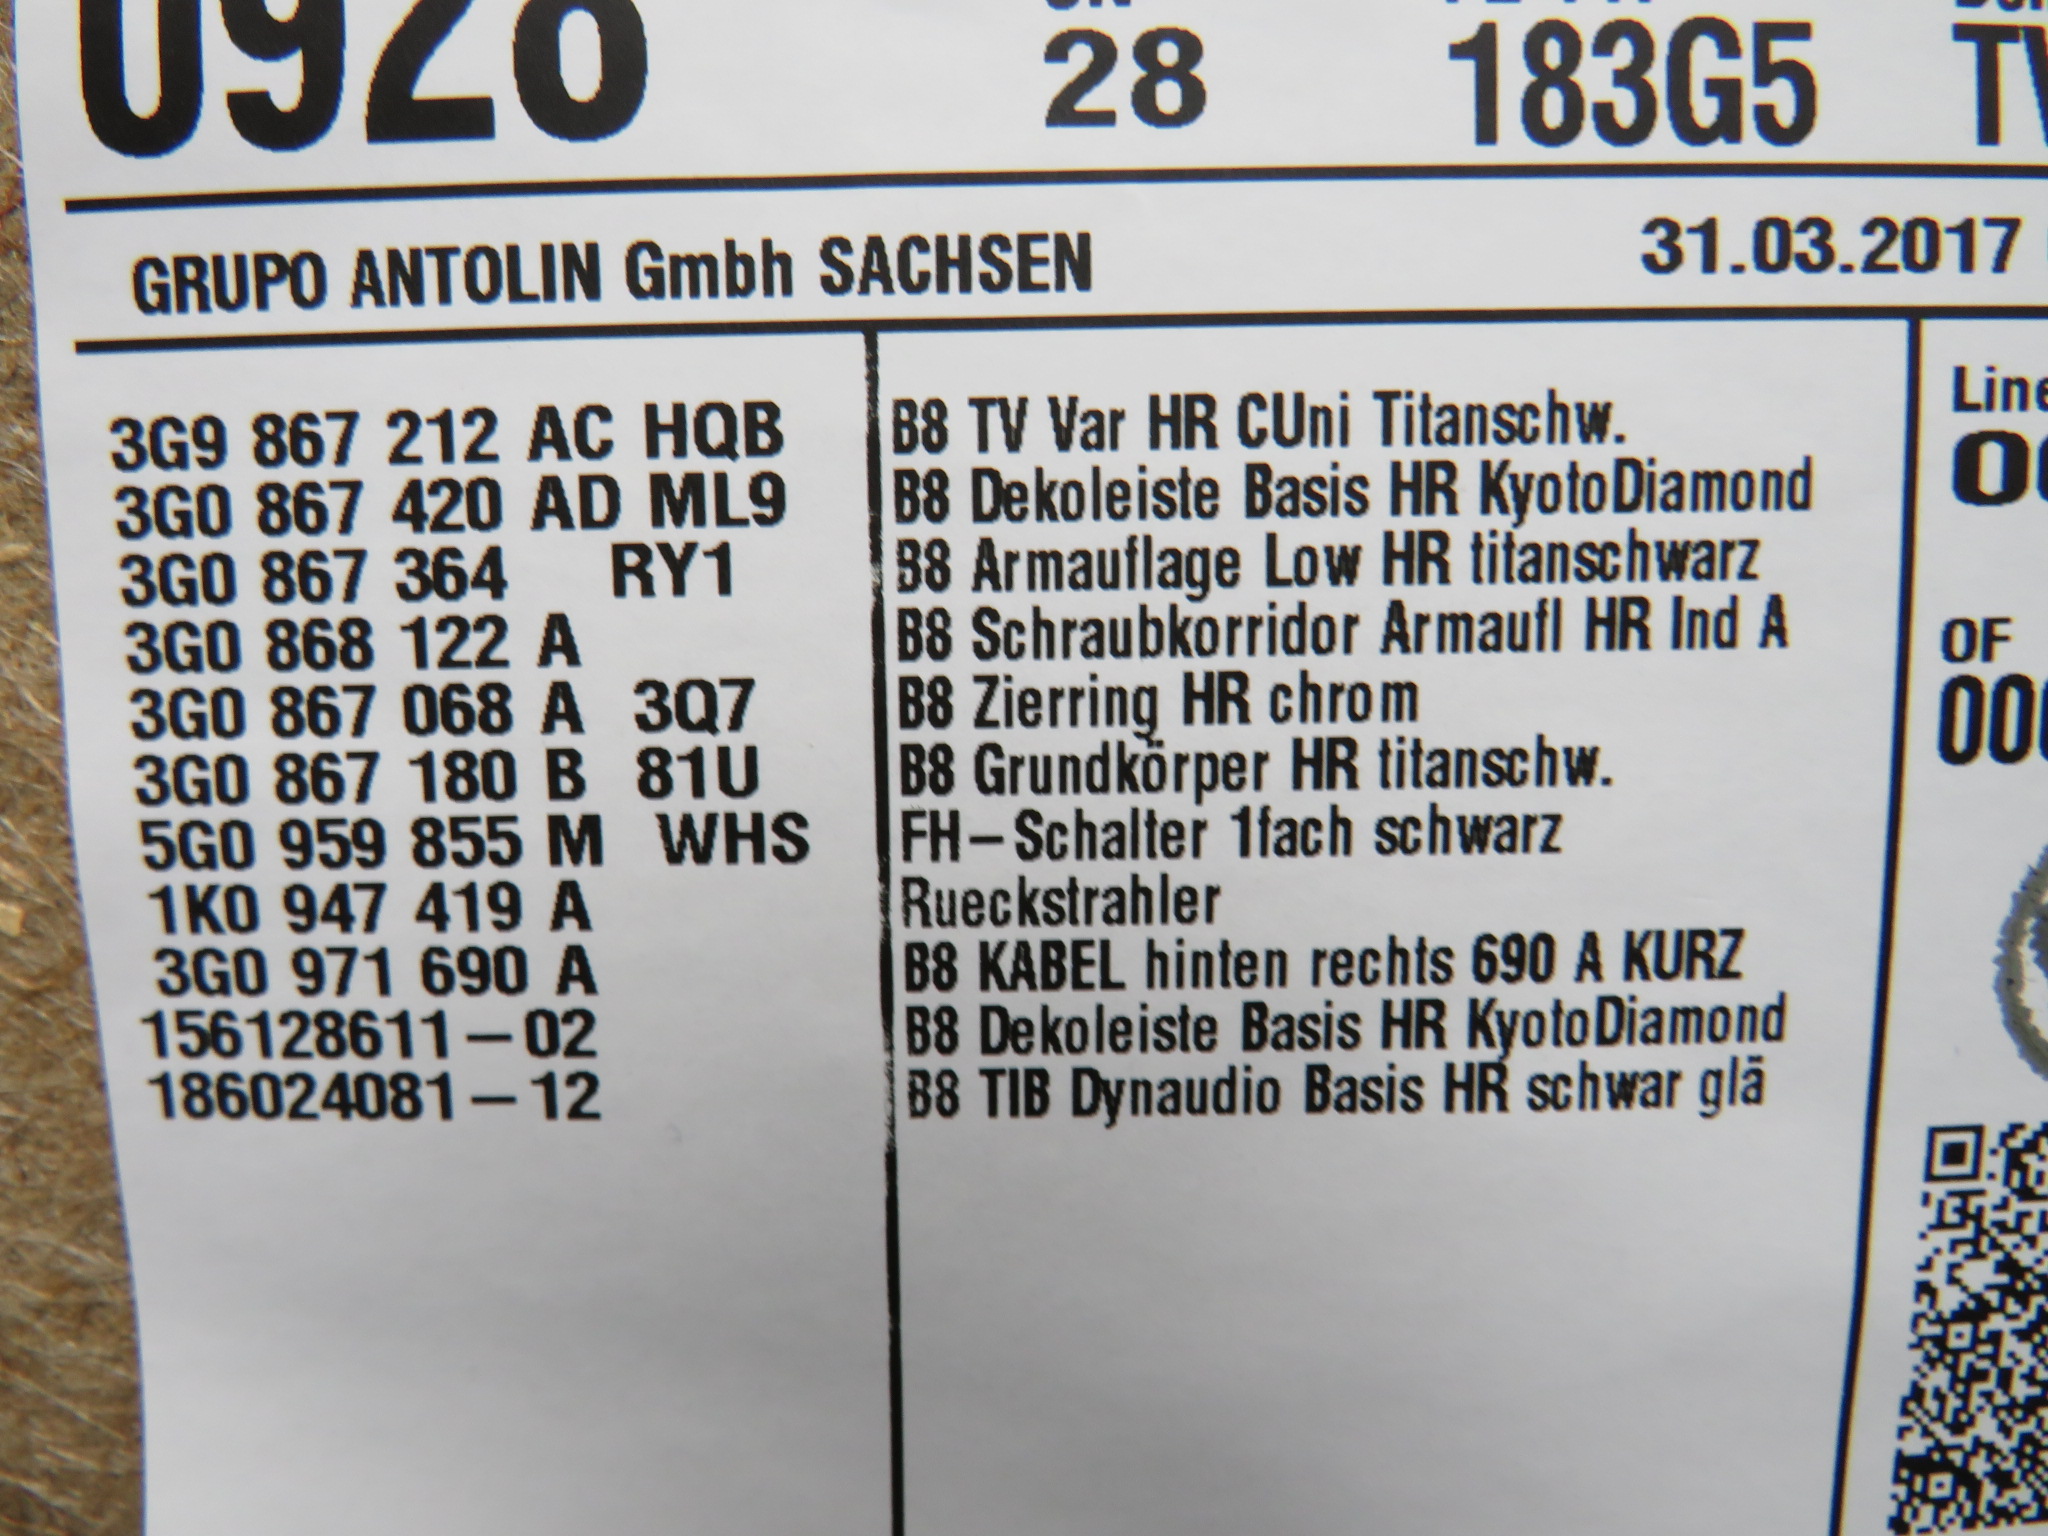 0928 28 183G5 TV
GRUPO ANTOLIN Gmbh SACHSEN 31.03.2017
3G9 867 212 AC HQB B8 TV Var HR CUni Titanschw.
3G0 867 420 AD ML9 B8 Dekoleiste Basis HR KyotoDiamond
3G0 867 364 RY1 B8 Armauflage Low HR titanschwarz
3G0 868 122 A B8 Schraubkorridor Armaufl HR Ind A
3G0 867 068 A 3Q7 B8 Zierring HR chrom
3G0 867 180 B 81U B8 Grundkörper HR titanschw.
5G0 959 855 M WHS FH-Schalter 1fach schwarz
1K0 947 419 A Rueckstrahler
3G0 971 690 A B8 KABEL hinten rechts 690 A KURZ
156128611-02 B8 Dekoleiste Basis HR KyotoDiamond
186024081-12 B8 TIB Dynaudio Basis HR schwar glä
Line
OF